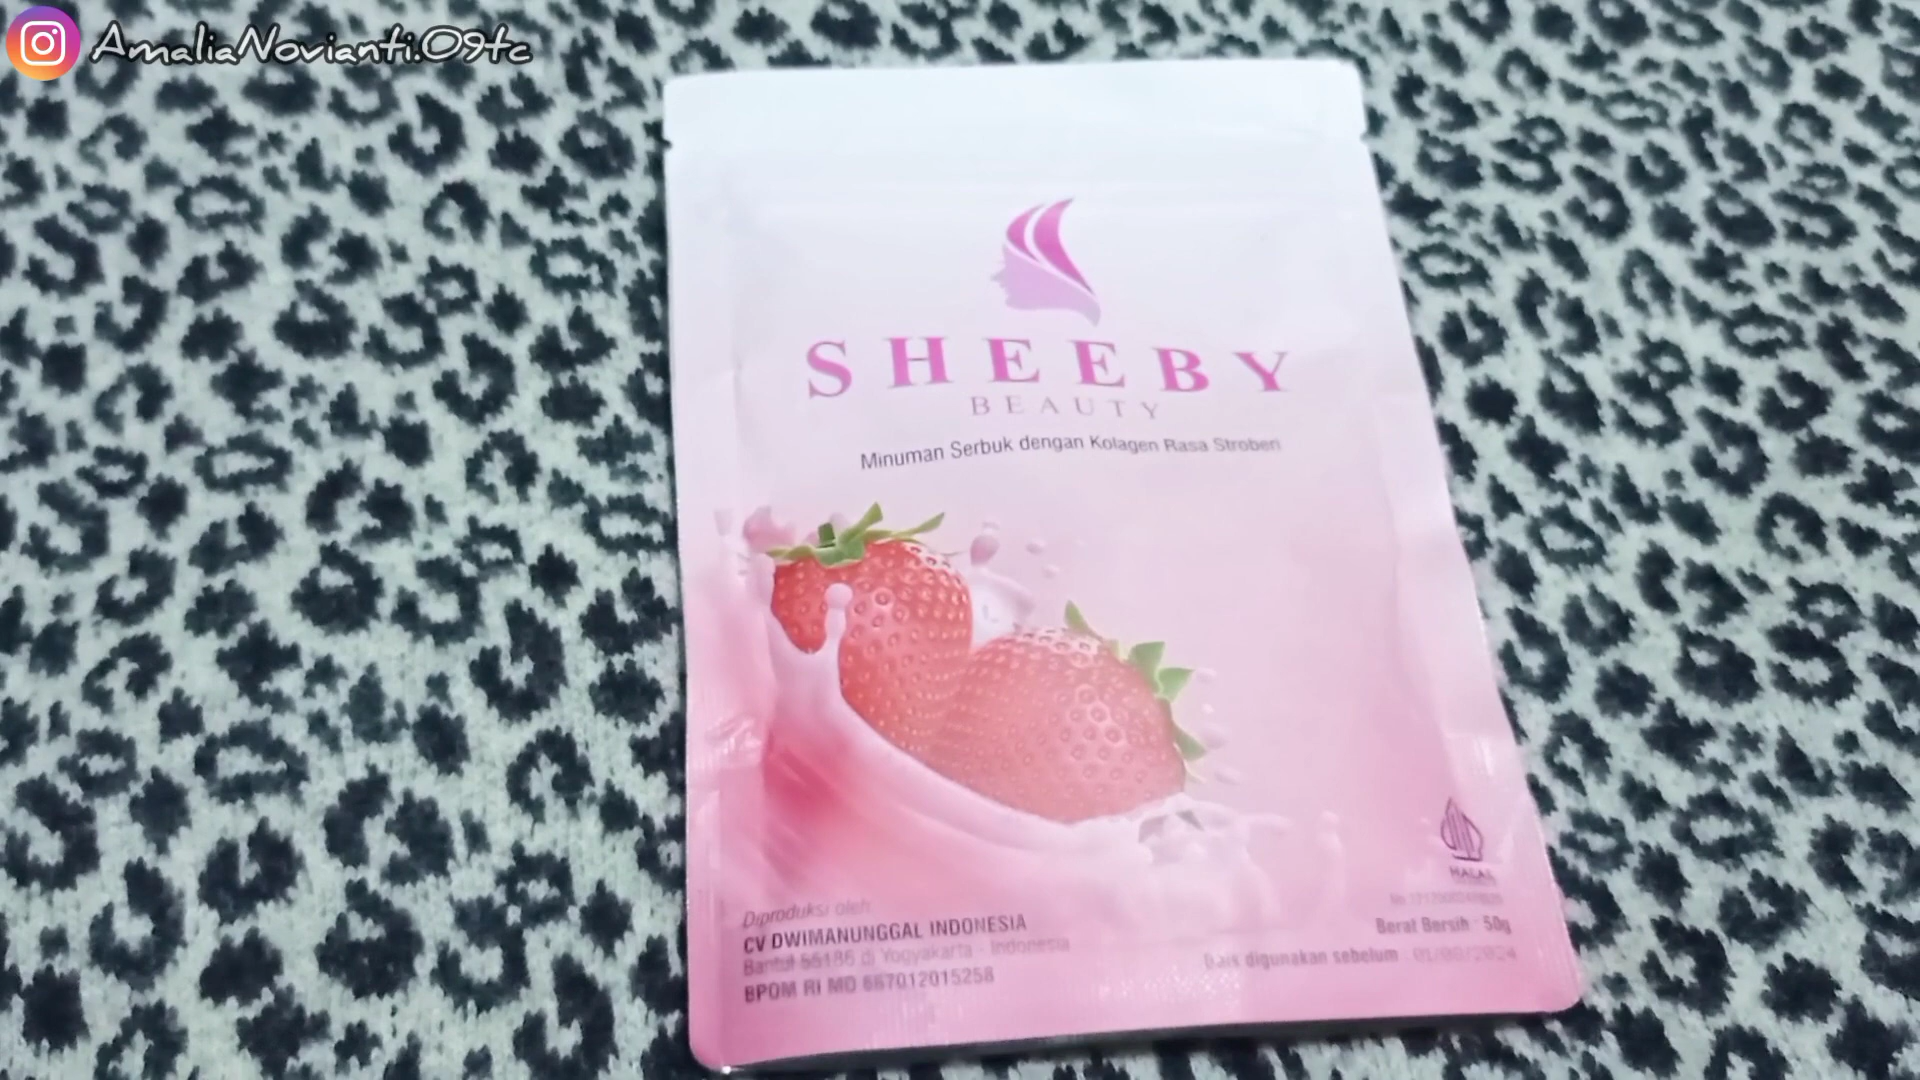 AmaliaNovianti.09tc
SHEEBY
BEAUTY
Minuman Serbuk dengan Kolagen Rasa Stroberi
HALAL
Diproduksi oleh
CV DWIMANUNGGAL INDONESIA
Bantul 55185 di Yogyakarta - Indonesia
BPOM RI MD 867012015258
Berat Bersih : 50g
Baik digunakan sebelum :